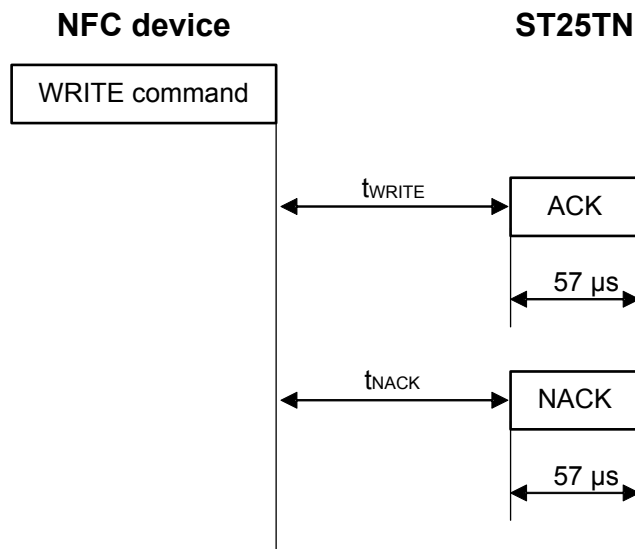 NFC device ST25TN
WRITE command
tWRITE
ACK
57 µs
tNACK
NACK
57 µs